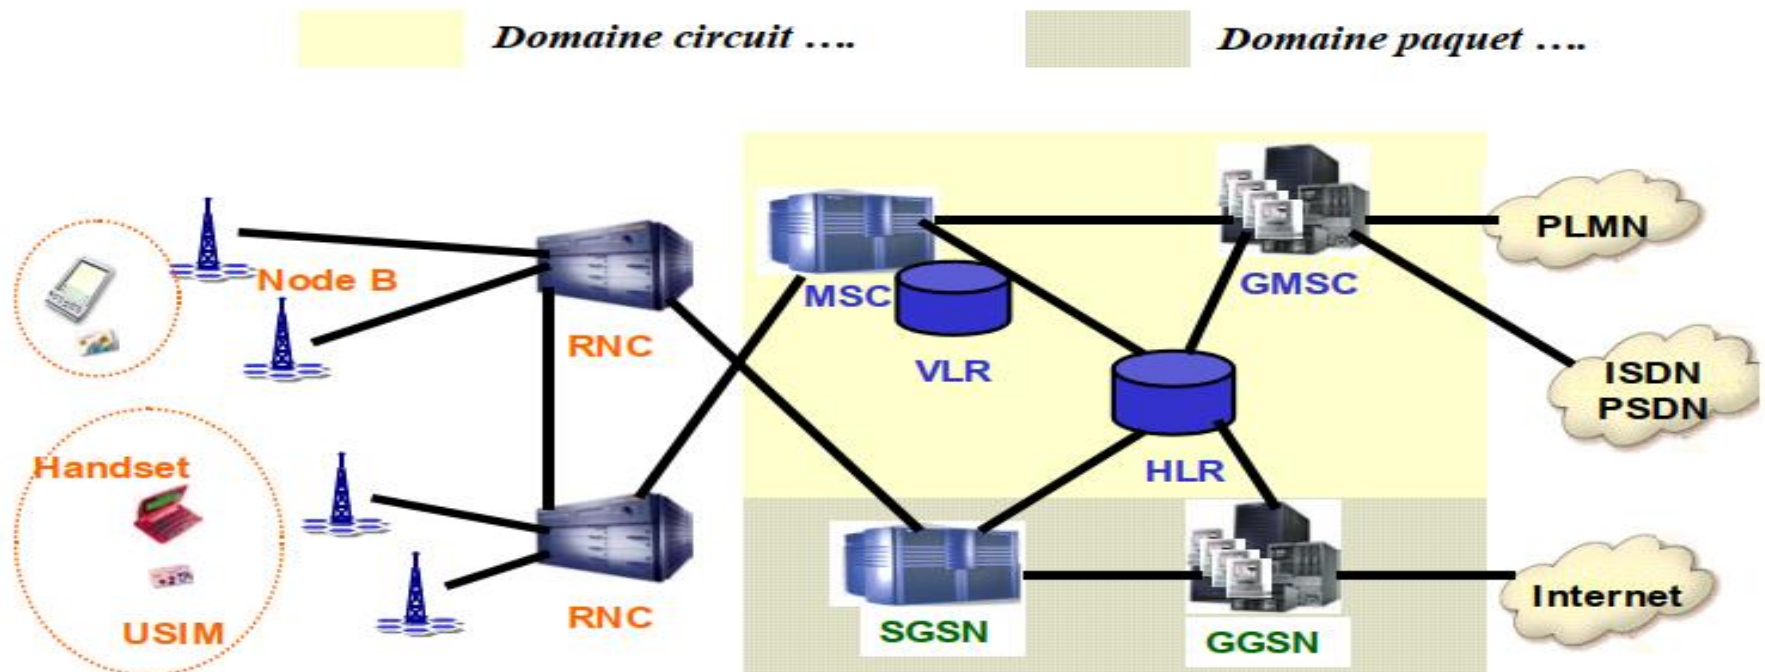 Domaine circuit ....
Domaine paquet ....
Node B
RNC
MSC
VLR
GMSC
HLR
PLMN
ISDN
PSDN
Handset
USIM
RNC
SGSN
GGSN
Internet